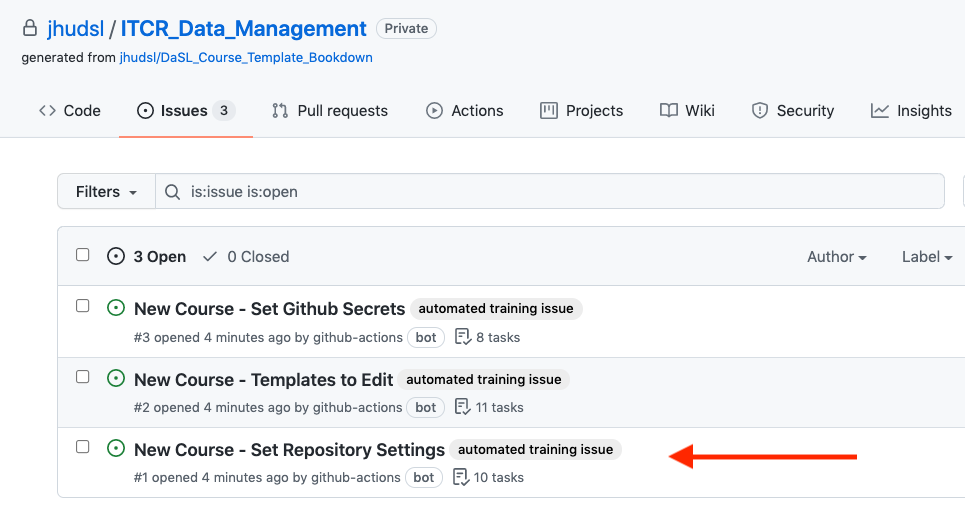 jhudsl / ITCR_Data_Management Private
generated from jhudsl/DaSL_Course_Template_Bookdown
Code Issues 3 Pull requests Actions Projects Wiki Security Insights
Filters is:issue is:open
3 Open 0 Closed Author Label
New Course - Set Github Secrets automated training issue
#3 opened 4 minutes ago by github-actions bot 8 tasks
New Course - Templates to Edit automated training issue
#2 opened 4 minutes ago by github-actions bot 11 tasks
New Course - Set Repository Settings automated training issue
#1 opened 4 minutes ago by github-actions bot 10 tasks